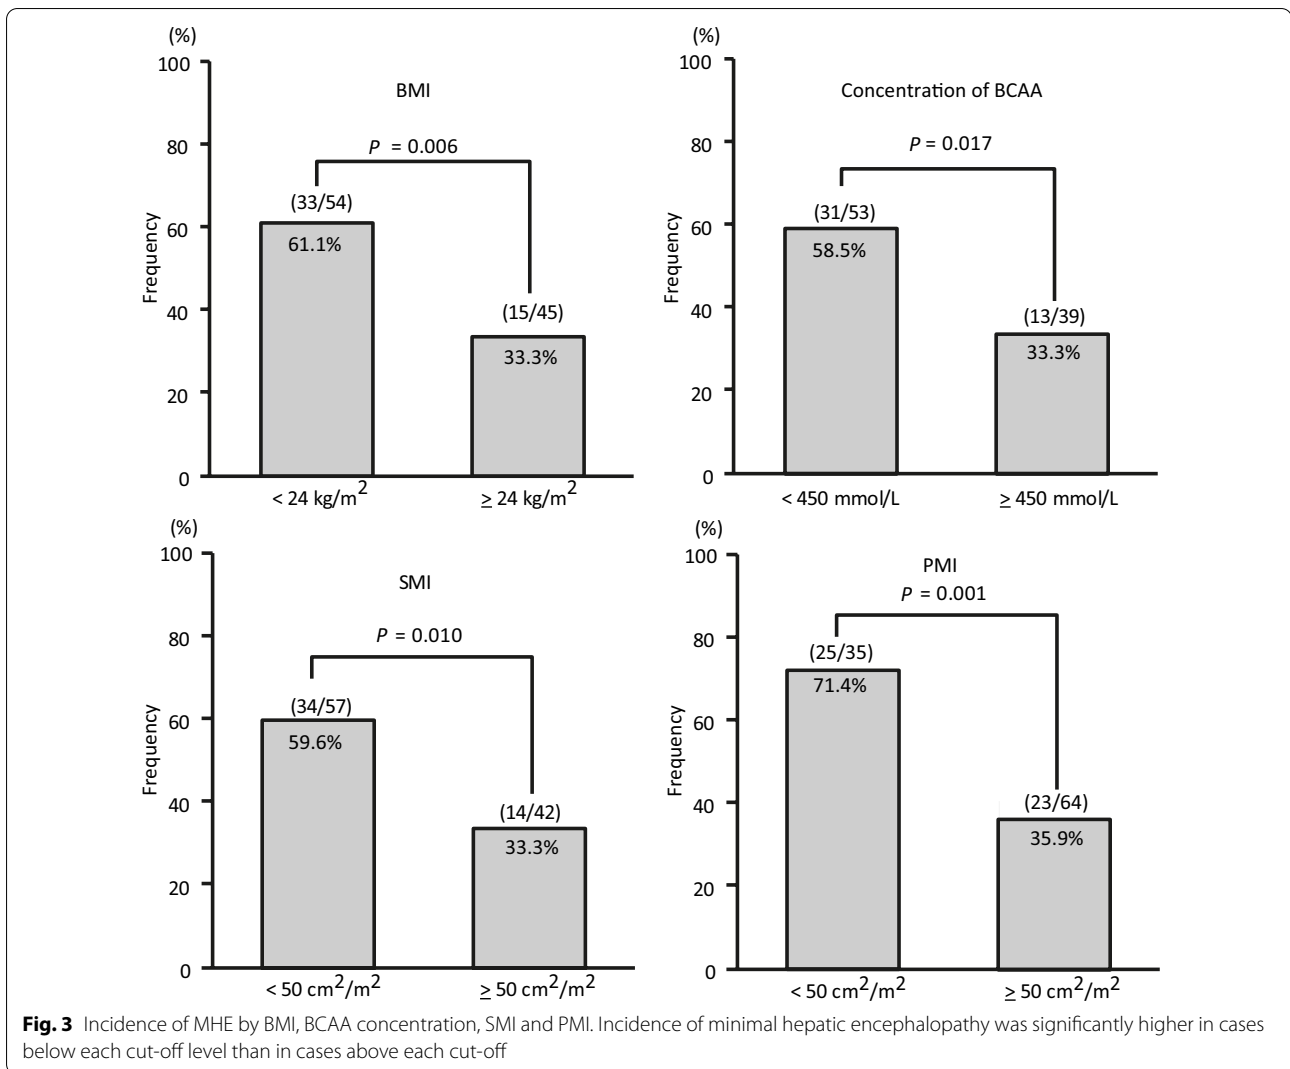 (%)
100
80
60
40
20
0
Frequency
BMI
P = 0.006
(33/54)
61.1%
(15/45)
33.3%
< 24 kg/m²
≥ 24 kg/m²
(%)
100
80
60
40
20
0
Frequency
Concentration of BCAA
P = 0.017
(31/53)
58.5%
(13/39)
33.3%
< 450 mmol/L
≥ 450 mmol/L
(%)
100
80
60
40
20
0
Frequency
SMI
P = 0.010
(34/57)
59.6%
(14/42)
33.3%
< 50 cm²/m²
≥ 50 cm²/m²
(%)
100
80
60
40
20
0
Frequency
PMI
P = 0.001
(25/35)
71.4%
(23/64)
35.9%
< 50 cm²/m²
≥ 50 cm²/m²
Fig. 3 Incidence of MHE by BMI, BCAA concentration, SMI and PMI. Incidence of minimal hepatic encephalopathy was significantly higher in cases
below each cut-off level than in cases above each cut-off